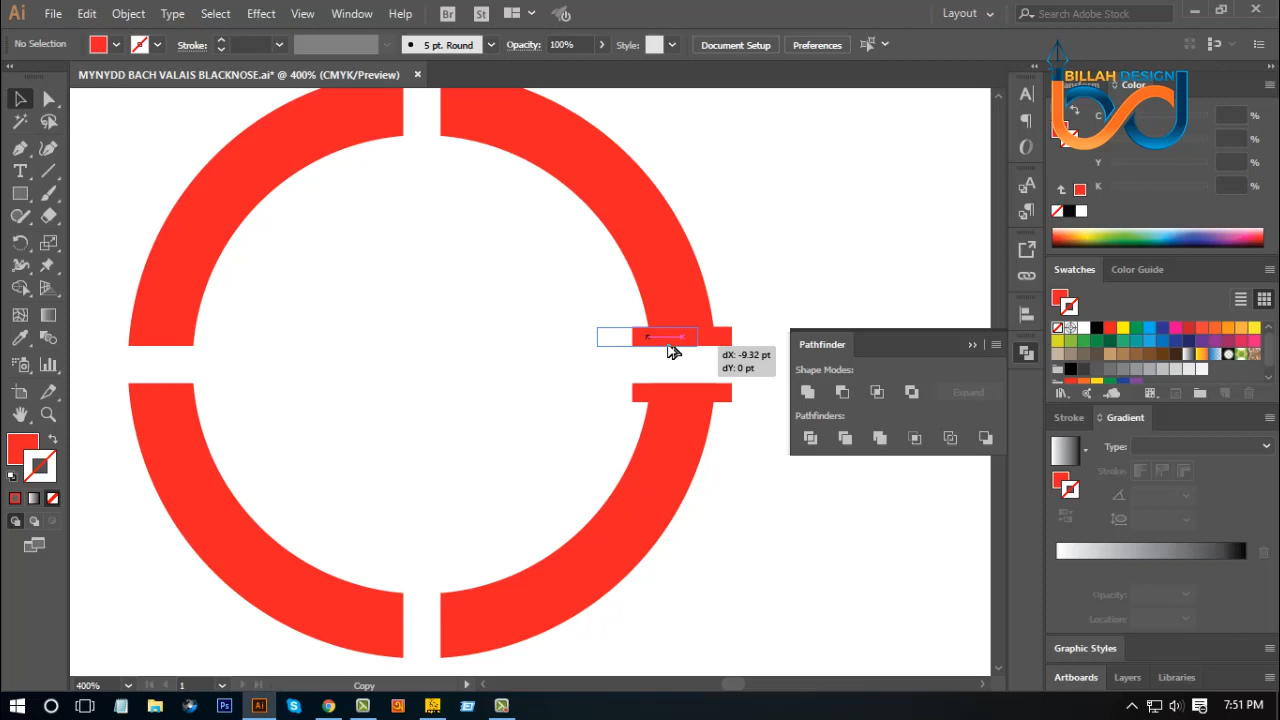 Ai File Edit Object Type Select Effect View Window Help Br St Layout Search Adobe Stock
No Selection Stroke: 5 pt. Round Opacity: 100% Style: Document Setup Preferences
MYNYDD BACH VALAIS BLACKNOSE.ai* @ 400% (CMYK/Preview)
BILLAH DESIGN
Color
C %
%
Y %
K %
Swatches Color Guide
dX: -9.32 pt
dY: 0 pt
Pathfinder
Shape Modes:
Expand
Pathfinders:
Stroke Gradient
Type:
Stroke:
Opacity:
Location:
Graphic Styles
Artboards Layers Libraries
400% 1 Copy
Ps Ai 7:51 PM